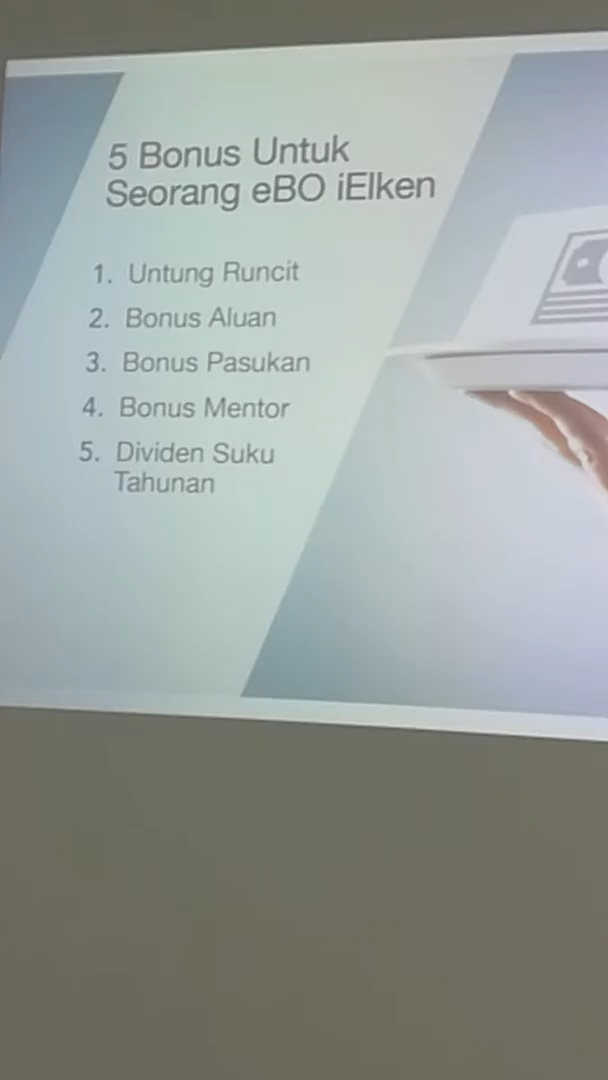 5 Bonus Untuk
Seorang eBO iElken
1. Untung Runcit
2. Bonus Aluan
3. Bonus Pasukan
4. Bonus Mentor
5. Dividen Suku
Tahunan